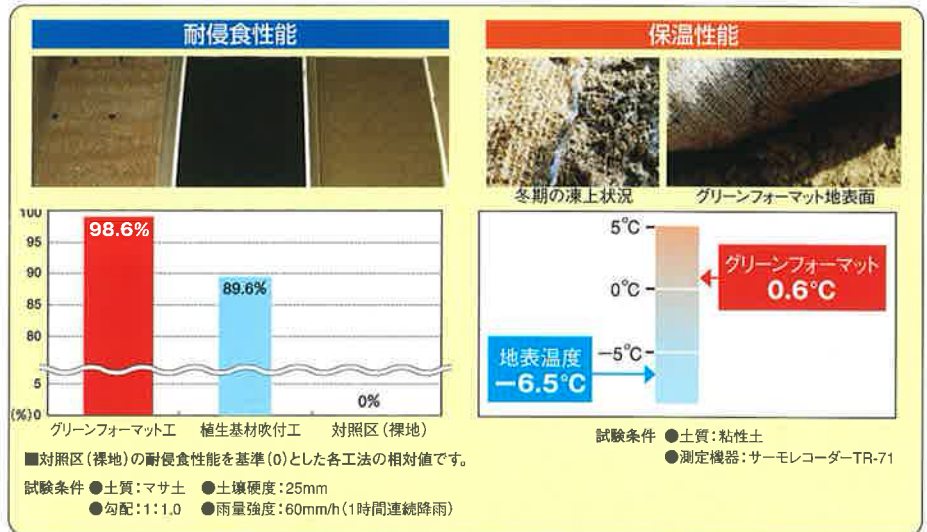 耐侵食性能
100
95
90
85
80
5
(%)0
98.6%
89.6%
0%
グリーンフォーマット工 植生基材吹付工 対照区(裸地)
■対照区(裸地)の耐侵食性能を基準(0)とした各工法の相対値です。
試験条件 ●土質:マサ土 ●土壌硬度:25mm
●勾配:1:1.0 ●雨量強度:60mm/h(1時間連続降雨)
保温性能
冬期の凍上状況 グリーンフォーマット地表面
5℃
0℃
-5℃
グリーンフォーマット
0.6℃
地表温度
-6.5℃
試験条件 ●土質:粘性土
●測定機器:サーモレコーダーTR-71